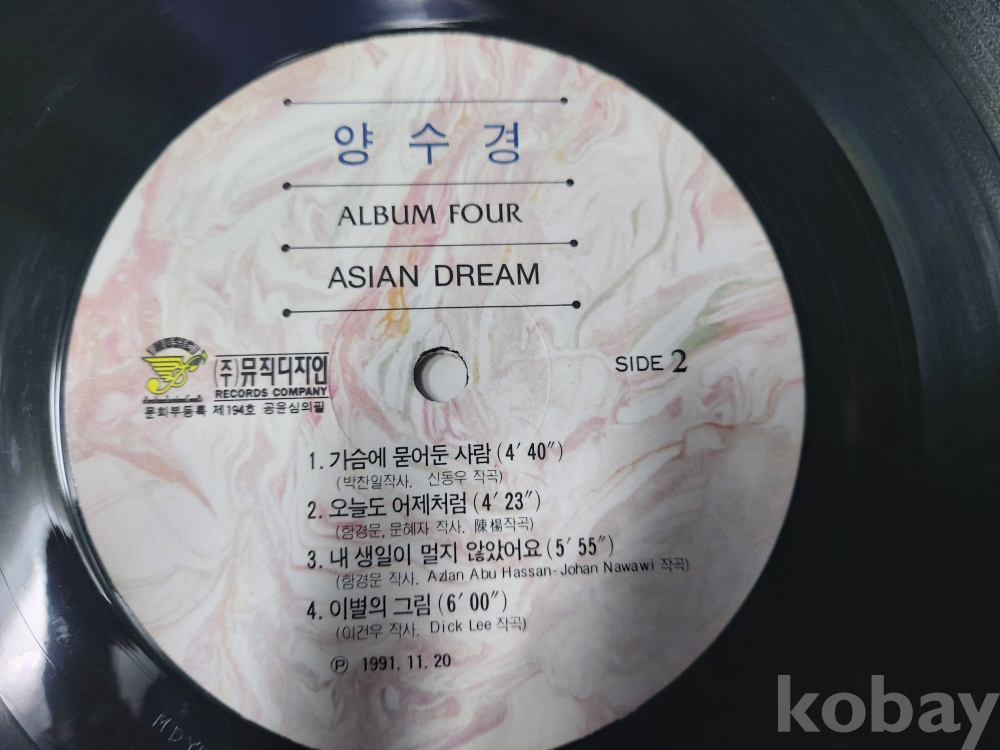 양수경
ALBUM FOUR
ASIAN DREAM
(주)뮤직디자인
RECORDS COMPANY
문화부등록 제194호 공윤심의필
SIDE 2
1. 가슴에 묻어둔 사람 (4′ 40″)
(박찬일작사. 신동우 작곡)
2. 오늘도 어제처럼 (4′ 23″)
(함경문, 문혜자 작사. 陳楊작곡)
3. 내 생일이 멀지 않았어요 (5′ 55″)
(함경문 작사. Azlan Abu Hassan-Johan Nawawi 작곡)
4. 이별의 그림 (6′ 00″)
(이건우 작사. Dick Lee 작곡)
Ⓟ 1991. 11. 20
kobay